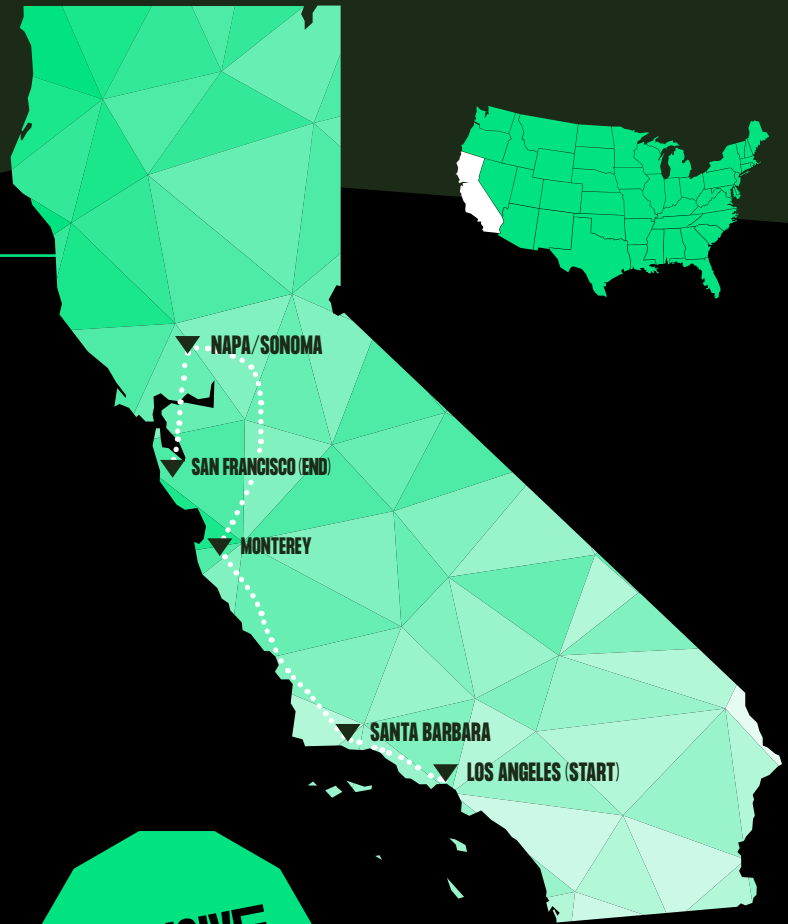 NAPA/SONOMA
SAN FRANCISCO (END)
MONTEREY
SANTA BARBARA
LOS ANGELES (START)